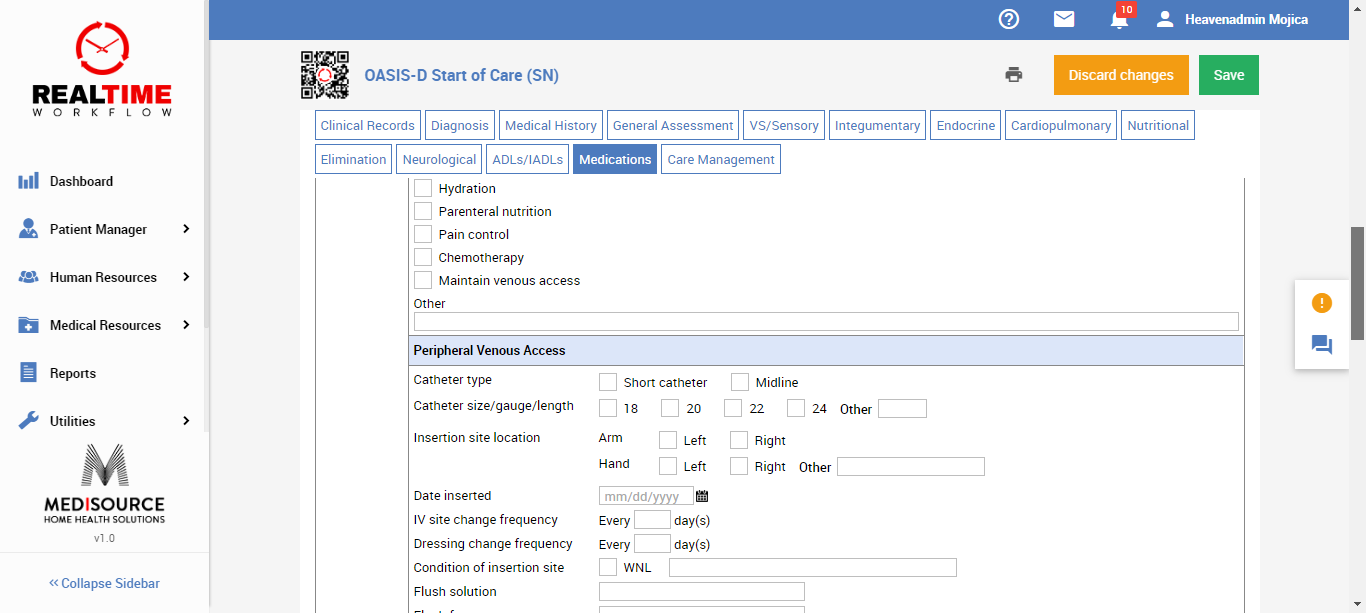 10
Heavenadmin Mojica
REALTIME
WORKFLOW
OASIS-D Start of Care (SN)
Discard changes
Save
Clinical Records Diagnosis Medical History General Assessment VS/Sensory Integumentary Endocrine Cardiopulmonary Nutritional
Elimination Neurological ADLs/IADLs Medications Care Management
Dashboard
Patient Manager
Human Resources
Medical Resources
Reports
Utilities
MEDISOURCE
HOME HEALTH SOLUTIONS
v1.0
<< Collapse Sidebar
Hydration
Parenteral nutrition
Pain control
Chemotherapy
Maintain venous access
Other
Peripheral Venous Access
Catheter type Short catheter Midline
Catheter size/gauge/length 18 20 22 24 Other
Insertion site location Arm Left Right
Hand Left Right Other
Date inserted mm/dd/yyyy
IV site change frequency Every day(s)
Dressing change frequency Every day(s)
Condition of insertion site WNL
Flush solution